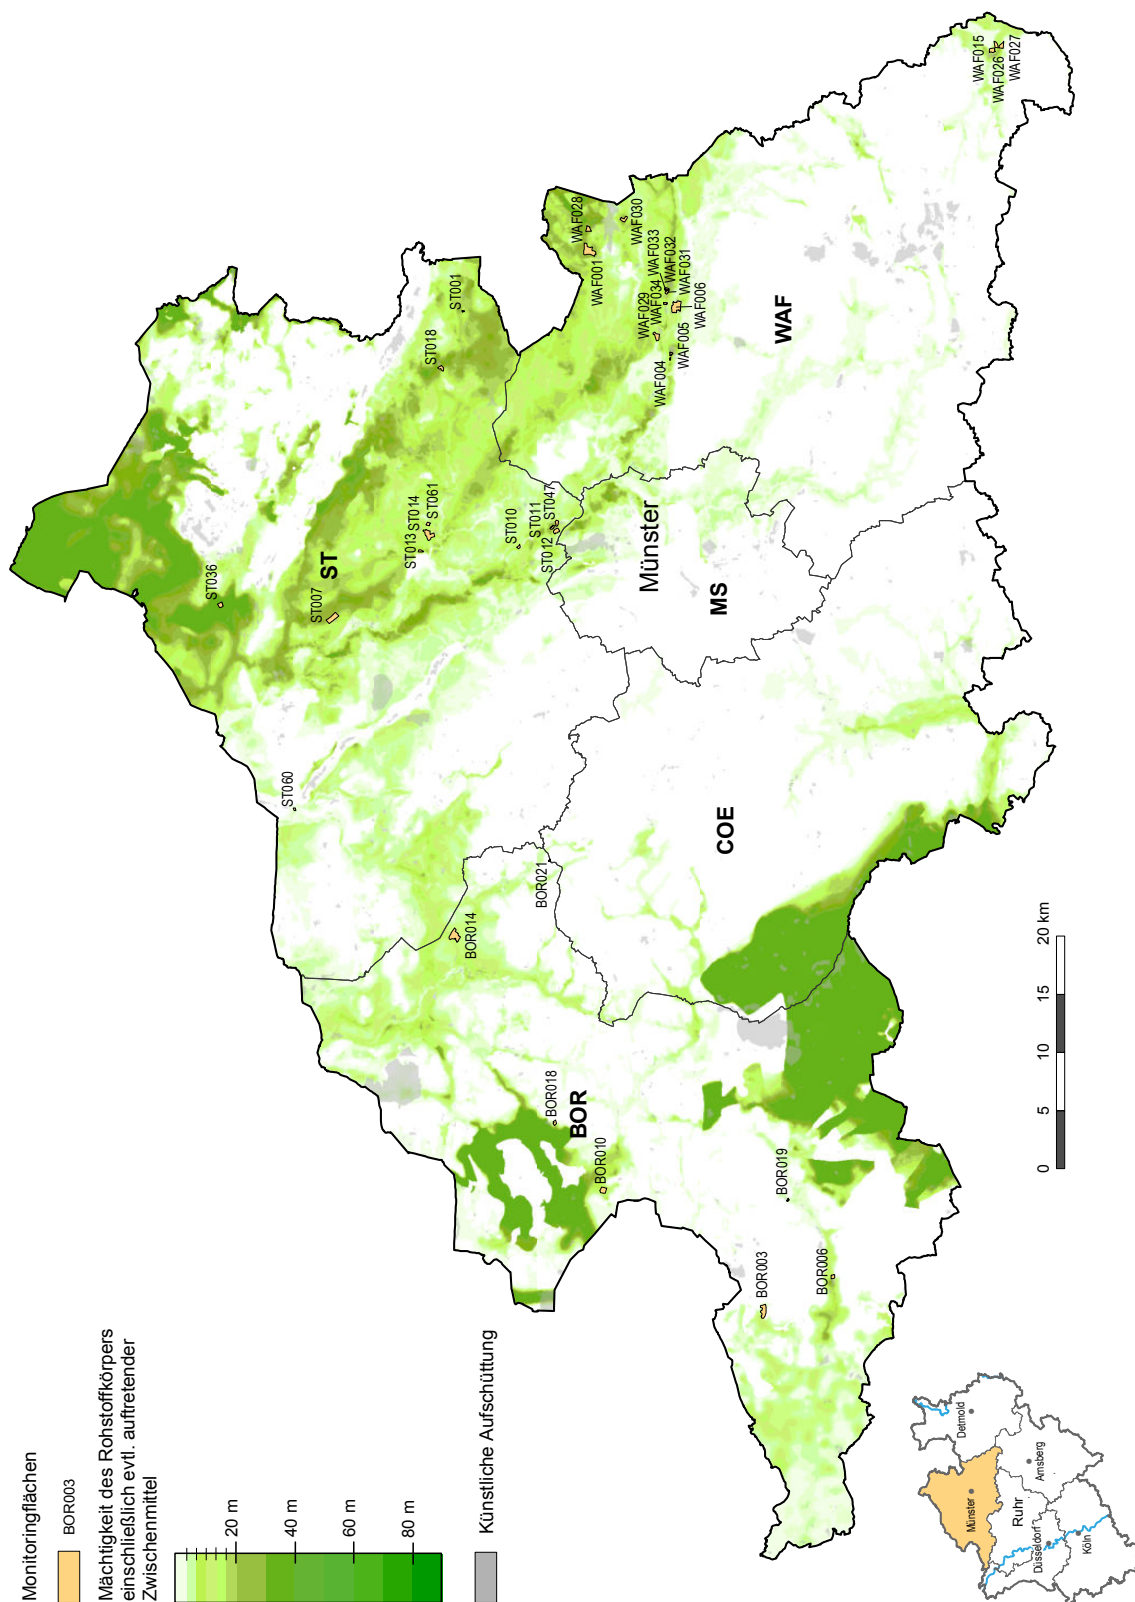 Monitoringflächen
BOR003
Mächtigkeit des Rohstoffkörpers
einschließlich evtl. auftretender
Zwischenmittel
20 m
40 m
60 m
80 m
Künstliche Aufschüttung
ST036
ST007
ST
ST060
ST013
ST014
ST061
ST018
ST001
ST010
ST011
ST012
ST047
WAF001
WAF028
WAF030
WAF029
WAF034
WAF033
WAF032
WAF031
WAF004
WAF005
WAF006
WAF
WAF015
WAF026
WAF027
Münster
MS
COE
BOR014
BOR021
BOR018
BOR
BOR010
BOR019
BOR003
BOR006
0
5
10
15
20 km
Münster
Detmold
Ruhr
Arnsberg
Düsseldorf
Köln